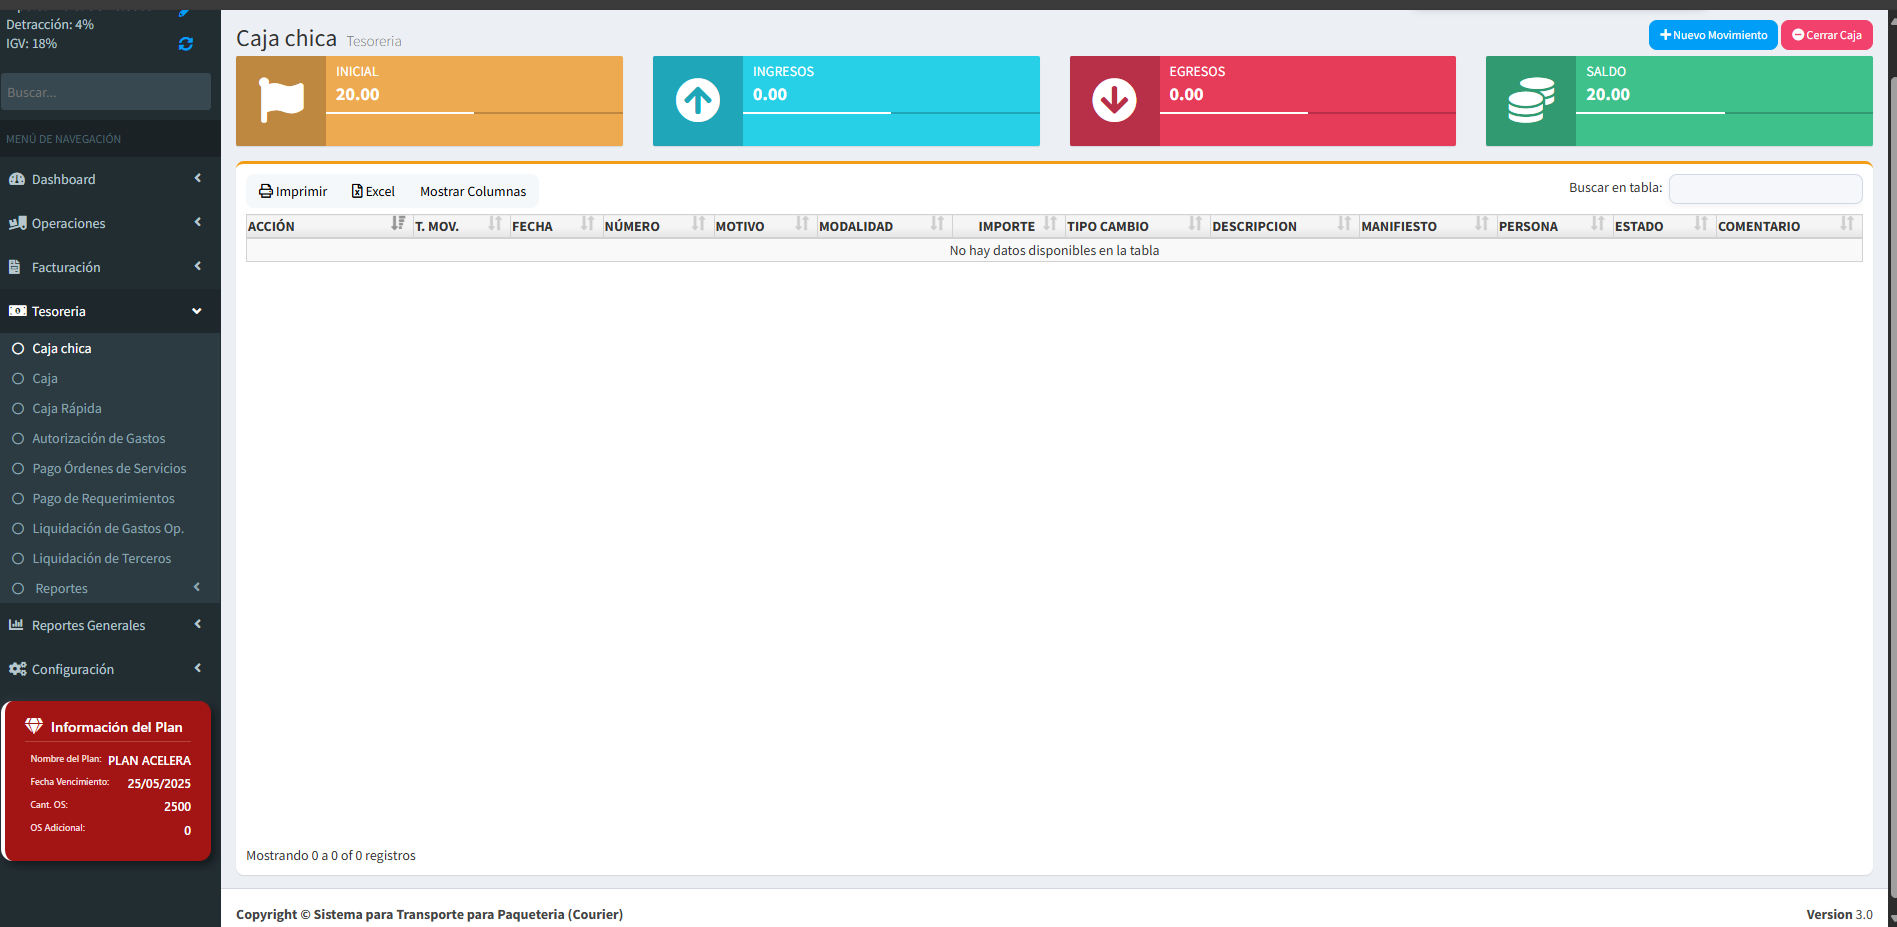 Detracción: 4%
IGV: 18%
Buscar...
MENÚ DE NAVEGACIÓN
Dashboard
Operaciones
Facturación
Tesoreria
Caja chica
Caja
Caja Rápida
Autorización de Gastos
Pago Órdenes de Servicios
Pago de Requerimientos
Liquidación de Gastos Op.
Liquidación de Terceros
Reportes
Reportes Generales
Configuración
Información del Plan
Nombre del Plan: PLAN ACELERA
Fecha Vencimiento: 25/05/2025
Cant. OS: 2500
OS Adicional: 0
Caja chica Tesoreria
Nuevo Movimiento Cerrar Caja
INICIAL
20.00
INGRESOS
0.00
EGRESOS
0.00
SALDO
20.00
Imprimir Excel Mostrar Columnas
Buscar en tabla:
ACCIÓN T. MOV. FECHA NÚMERO MOTIVO MODALIDAD IMPORTE TIPO CAMBIO DESCRIPCION MANIFIESTO PERSONA ESTADO COMENTARIO
No hay datos disponibles en la tabla
Mostrando 0 a 0 of 0 registros
Copyright © Sistema para Transporte para Paqueteria (Courier)
Version 3.0